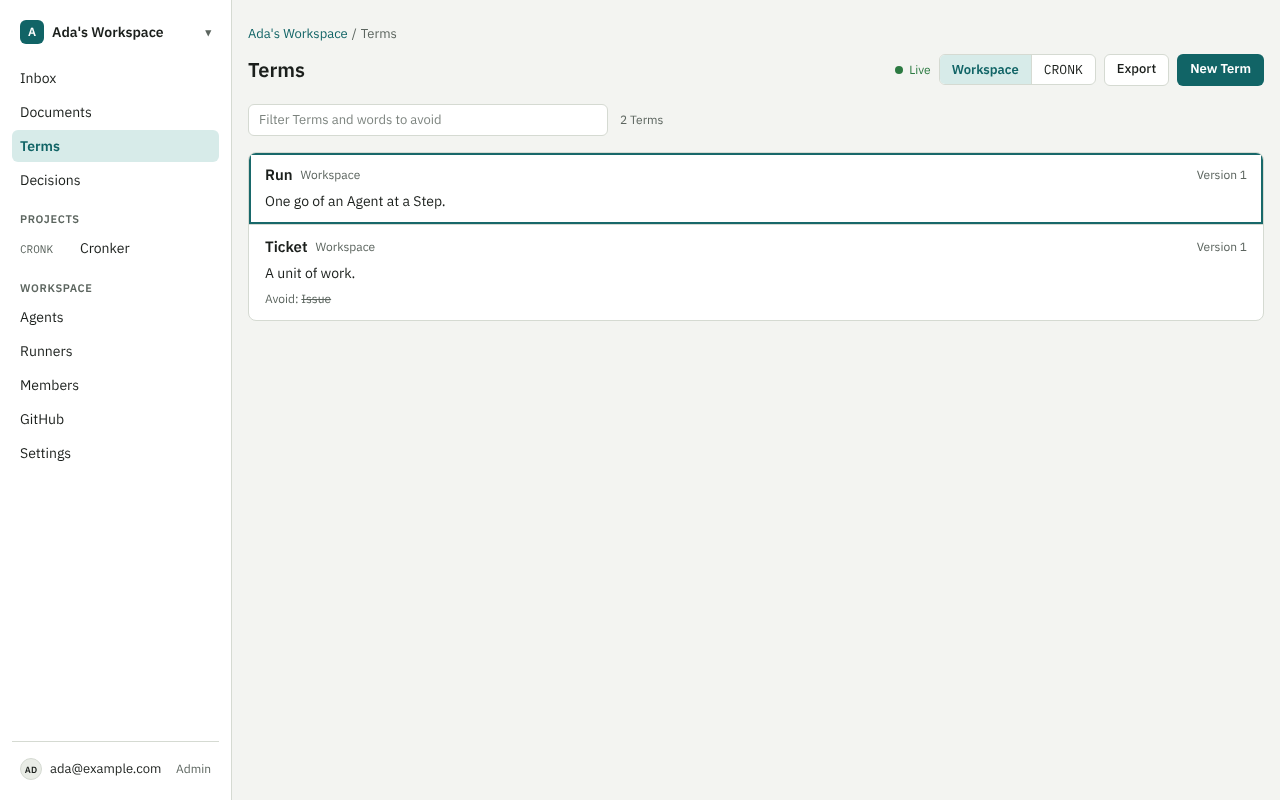 A Ada's Workspace ▾
Inbox
Documents
Terms
Decisions
PROJECTS
CRONK Cronker
WORKSPACE
Agents
Runners
Members
GitHub
Settings
AD ada@example.com Admin
Ada's Workspace / Terms
Terms
Live Workspace CRONK Export New Term
Filter Terms and words to avoid 2 Terms
Run Workspace Version 1
One go of an Agent at a Step.
Ticket Workspace Version 1
A unit of work.
Avoid: Issue